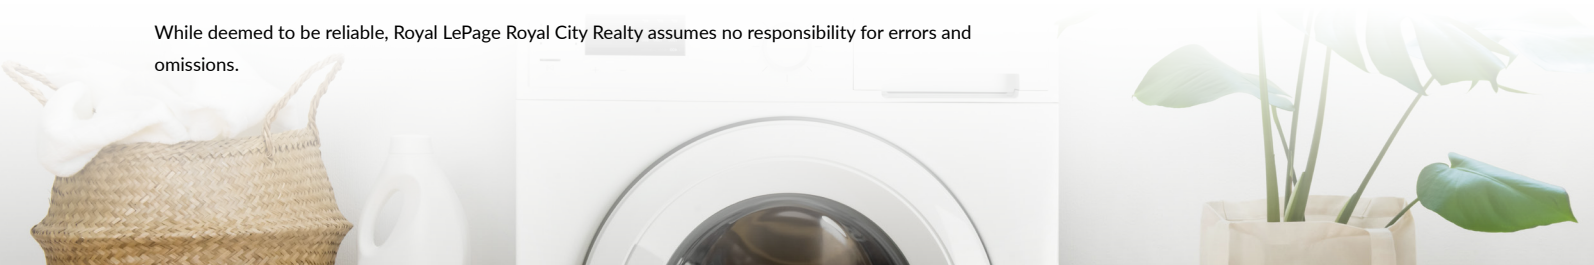 While deemed to be reliable, Royal LePage Royal City Realty assumes no responsibility for errors and
omissions.